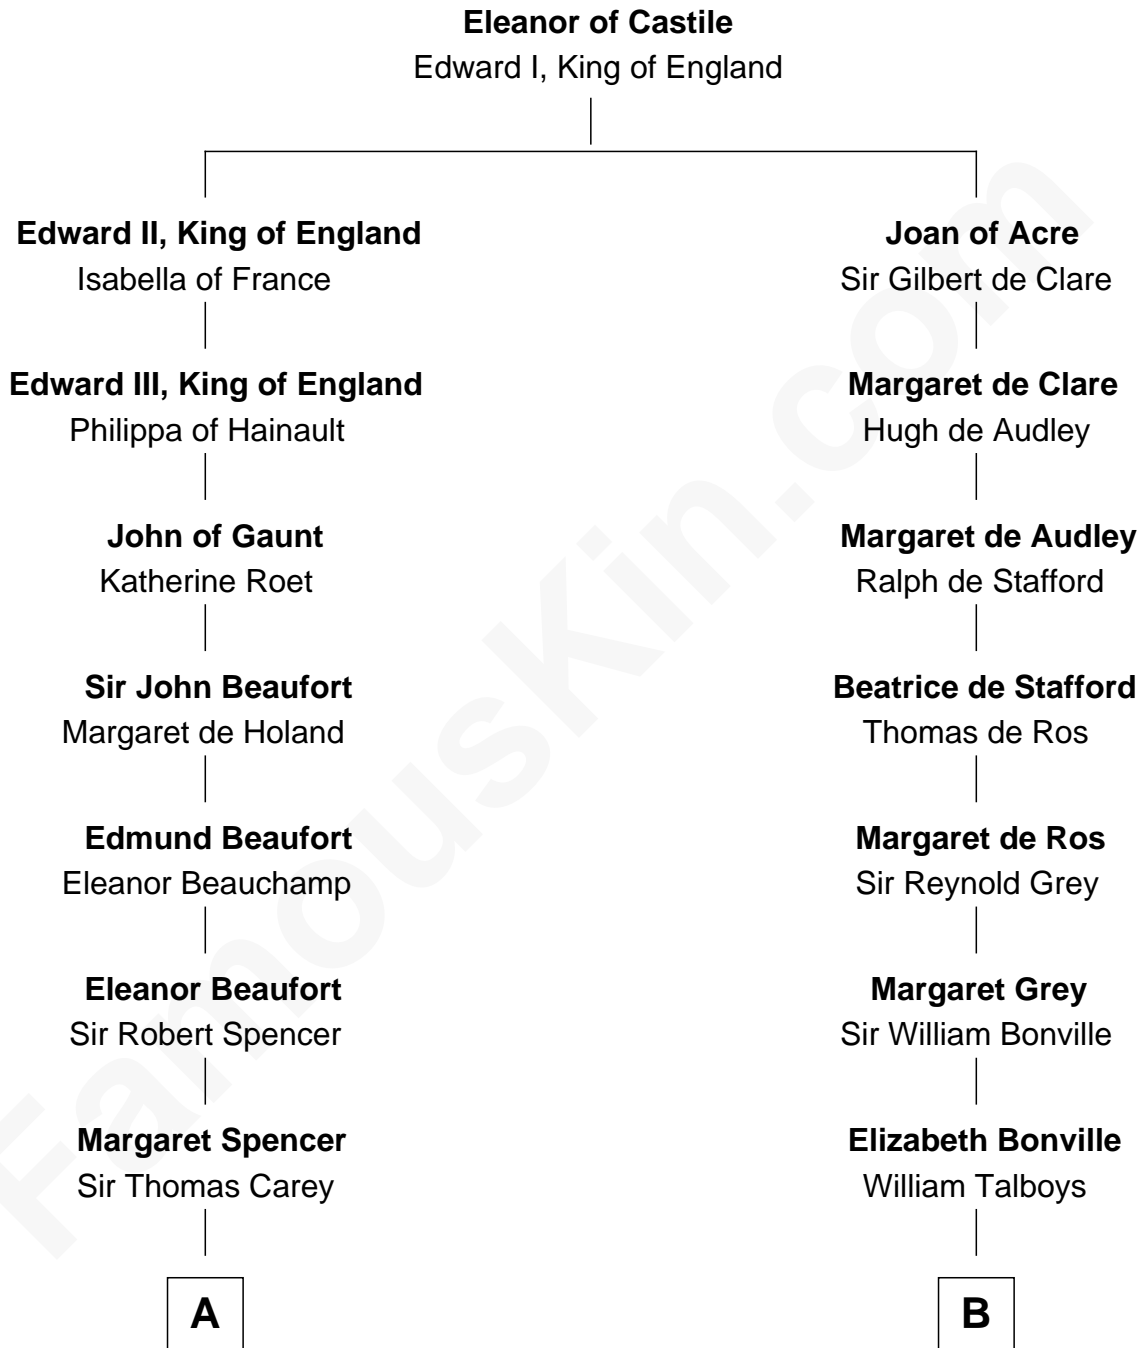 Eleanor of Castile
Edward I, King of England
Edward II, King of England
Isabella of France
Joan of Acre
Sir Gilbert de Clare
Edward III, King of England
Philippa of Hainault
Margaret de Clare
Hugh de Audley
John of Gaunt
Katherine Roet
Margaret de Audley
Ralph de Stafford
Sir John Beaufort
Margaret de Holand
Beatrice de Stafford
Thomas de Ros
Edmund Beaufort
Eleanor Beauchamp
Margaret de Ros
Sir Reynold Grey
Eleanor Beaufort
Sir Robert Spencer
Margaret Grey
Sir William Bonville
Margaret Spencer
Sir Thomas Carey
Elizabeth Bonville
William Talboys
A
B
FamousKin.com